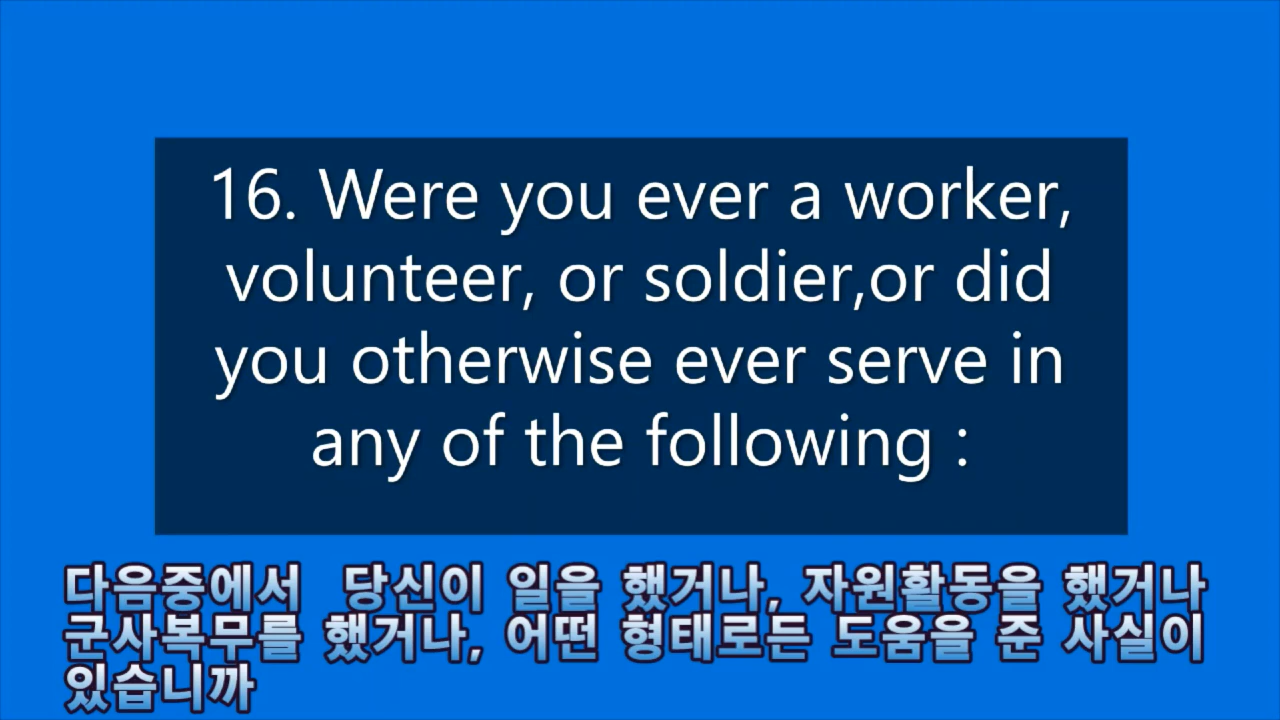 16. Were you ever a worker,
volunteer, or soldier,or did
you otherwise ever serve in
any of the following :
다음중에서 당신이 일을 했거나, 자원활동을 했거나
군사복무를 했거나, 어떤 형태로든 도움을 준 사실이
있습니까